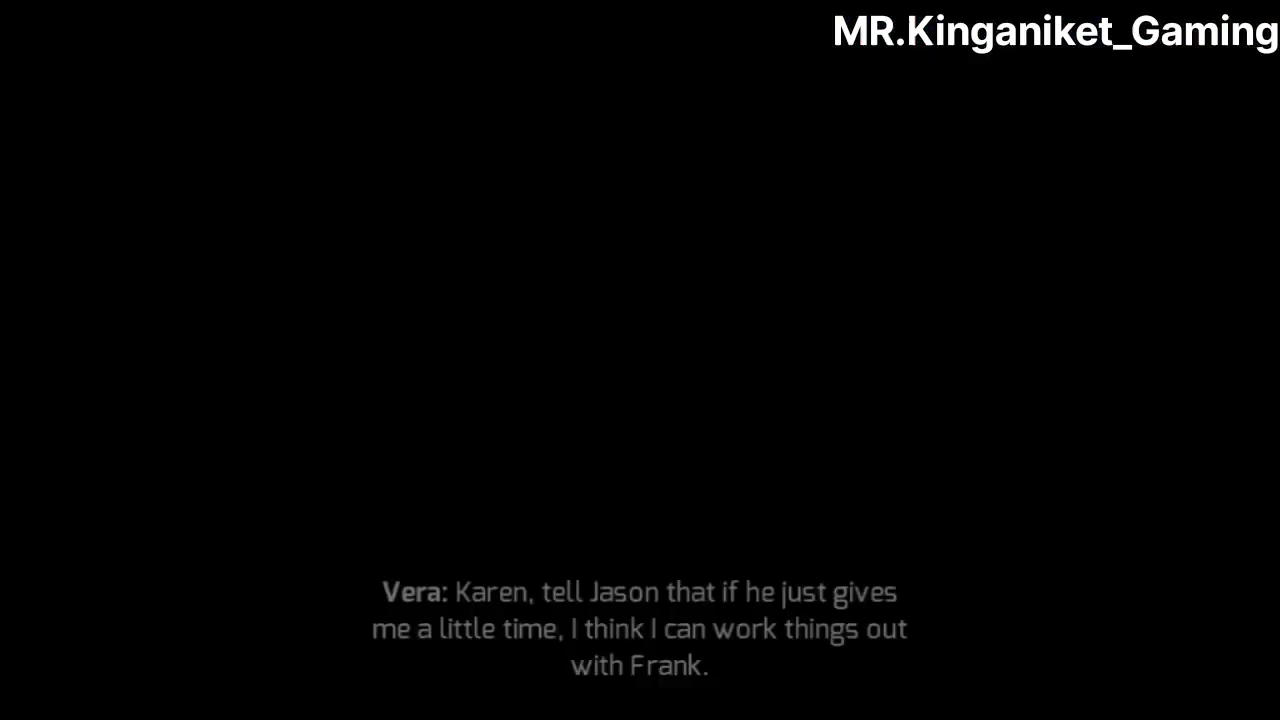 MR.Kinganiket_Gaming
Vera: Karen, tell Jason that if he just gives
me a little time, I think I can work things out
with Frank.